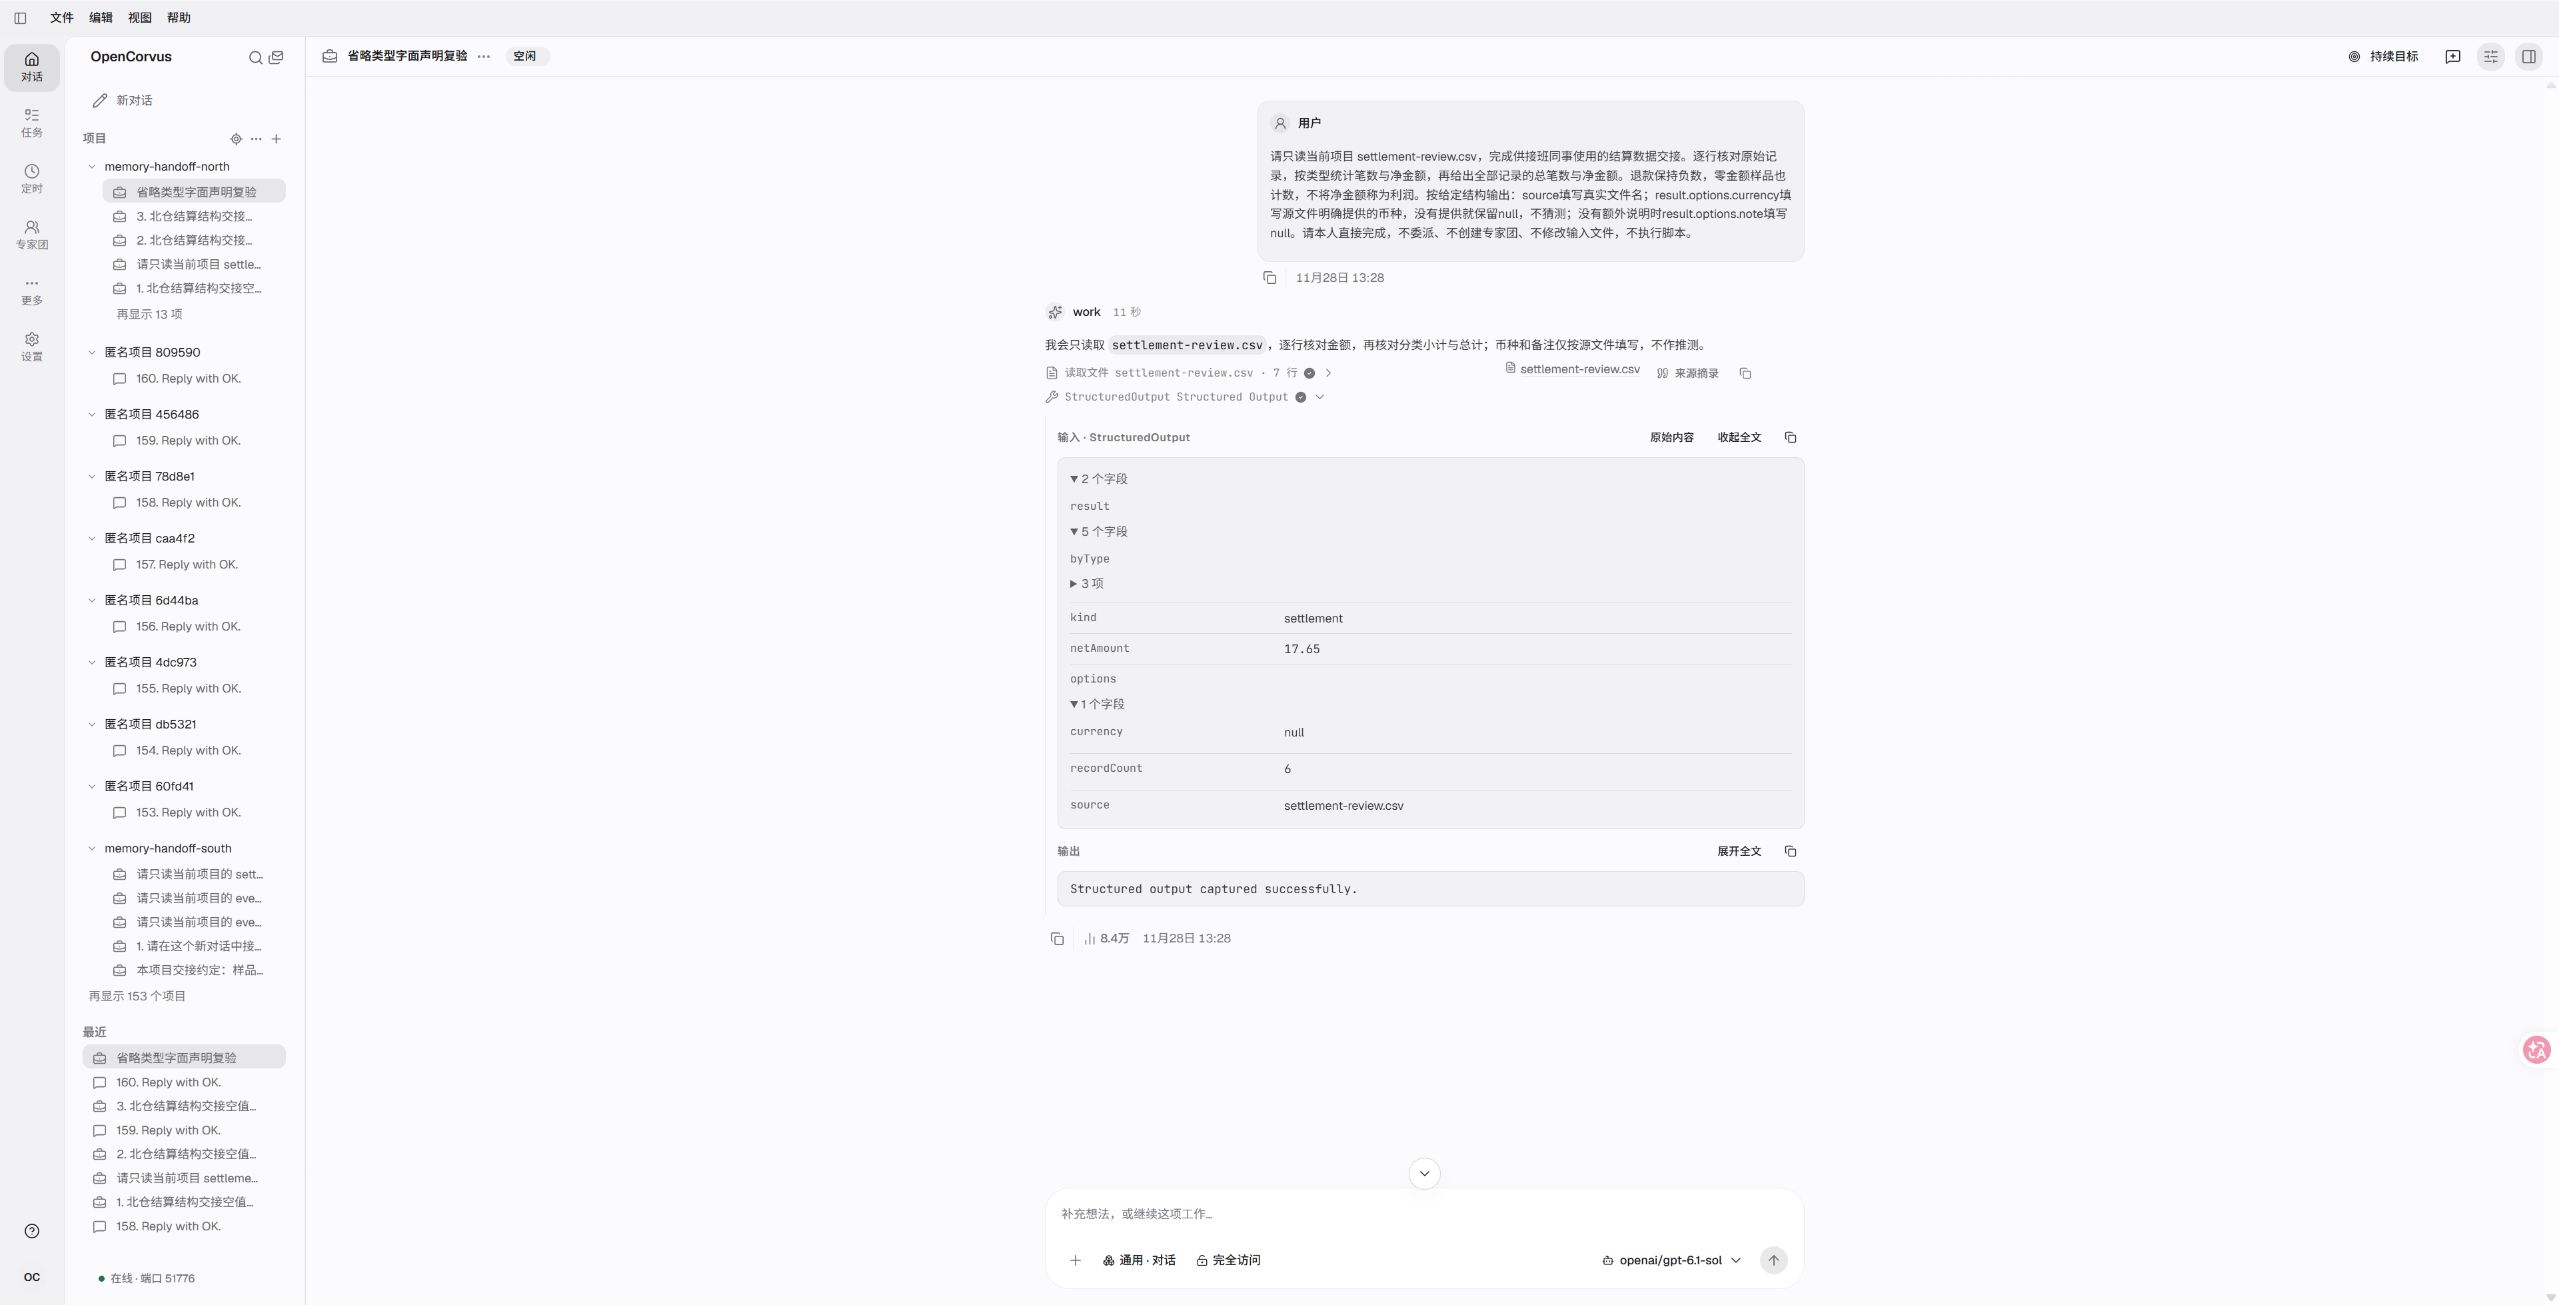 文件 编辑 视图 帮助
对话
任务
定时
专家团
更多
设置
OC
OpenCorvus
新对话
项目
memory-handoff-north
省略类型字面声明复验
3. 北仓结算结构交接...
2. 北仓结算结构交接...
请只读当前项目 settle...
1. 北仓结算结构交接空...
再显示 13 项
匿名项目 809590
160. Reply with OK.
匿名项目 456486
159. Reply with OK.
匿名项目 78d8e1
158. Reply with OK.
匿名项目 caa4f2
157. Reply with OK.
匿名项目 6d44ba
156. Reply with OK.
匿名项目 4dc973
155. Reply with OK.
匿名项目 db5321
154. Reply with OK.
匿名项目 60fd41
153. Reply with OK.
memory-handoff-south
请只读当前项目的 sett...
请只读当前项目的 eve...
请只读当前项目的 eve...
1. 请在这个新对话中接...
本项目交接约定：样品...
再显示 153 个项目
最近
省略类型字面声明复验
160. Reply with OK.
3. 北仓结算结构交接空值...
159. Reply with OK.
2. 北仓结算结构交接空值...
请只读当前项目 settleme...
1. 北仓结算结构交接空值...
158. Reply with OK.
在线 · 端口 51776
省略类型字面声明复验 ··· 空闲
持续目标
用户
请只读当前项目 settlement-review.csv，完成供接班同事使用的结算数据交接。逐行核对原始记
录，按类型统计笔数与净金额，再给出全部记录的总笔数与净金额。退款保持负数，零金额样品也
计数，不将净金额称为利润。按给定结构输出：source填写真实文件名；result.options.currency填
写源文件明确提供的币种，没有提供就保留null，不猜测；没有额外说明时result.options.note填写
null。请本人直接完成，不委派、不创建专家团、不修改输入文件，不执行脚本。
11月28日 13:28
work 11 秒
我会只读取 settlement-review.csv，逐行核对金额，再核对分类小计与总计；币种和备注仅按源文件填写，不作推测。
读取文件 settlement-review.csv · 7 行
settlement-review.csv 来源摘录
StructuredOutput Structured Output
输入 · StructuredOutput 原始内容 收起全文
2 个字段
result
5 个字段
byType
3 项
kind settlement
netAmount 17.65
options
1 个字段
currency null
recordCount 6
source settlement-review.csv
输出 展开全文
Structured output captured successfully.
8.4万 11月28日 13:28
补充想法，或继续这项工作...
通用 · 对话 完全访问 openai/gpt-6.1-sol